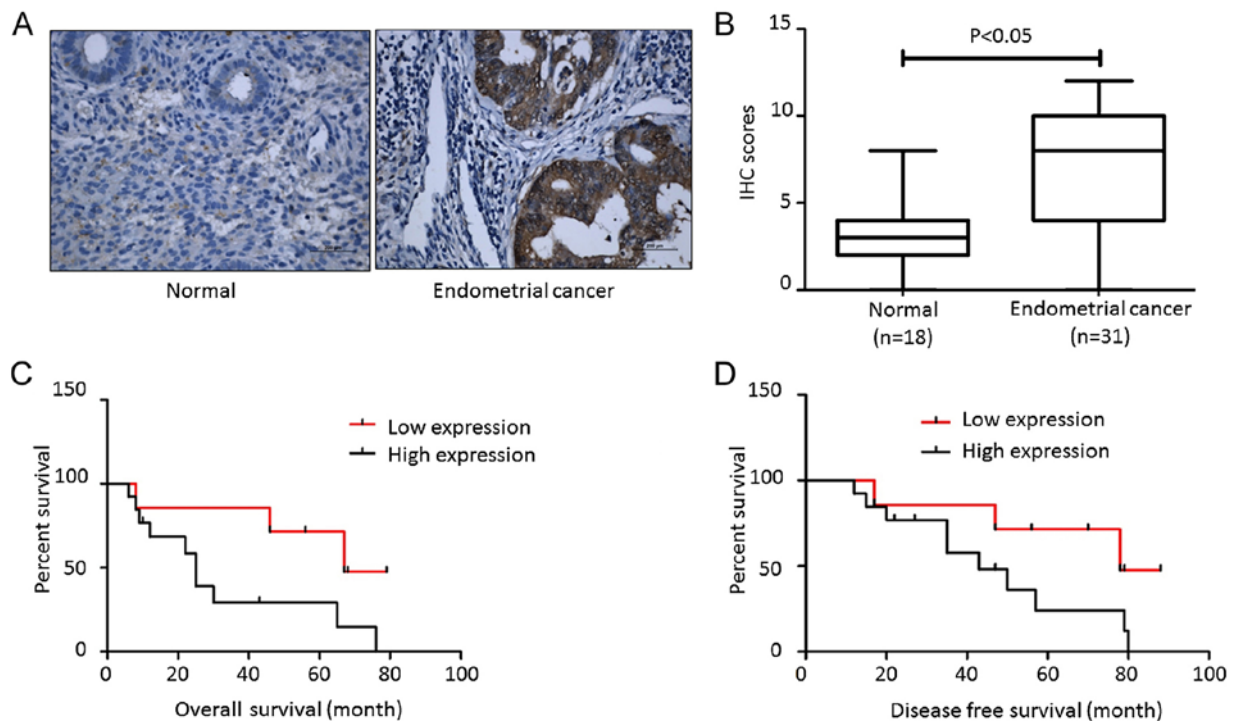 A
Normal
Endometrial cancer
B
P<0.05
IHC scores
15
10
5
0
Normal
(n=18)
Endometrial cancer
(n=31)
C
Percent survival
150
100
50
0
Low expression
High expression
0 20 40 60 80 100
Overall survival (month)
D
Percent survival
150
100
50
0
Low expression
High expression
0 20 40 60 80 100
Disease free survival (month)